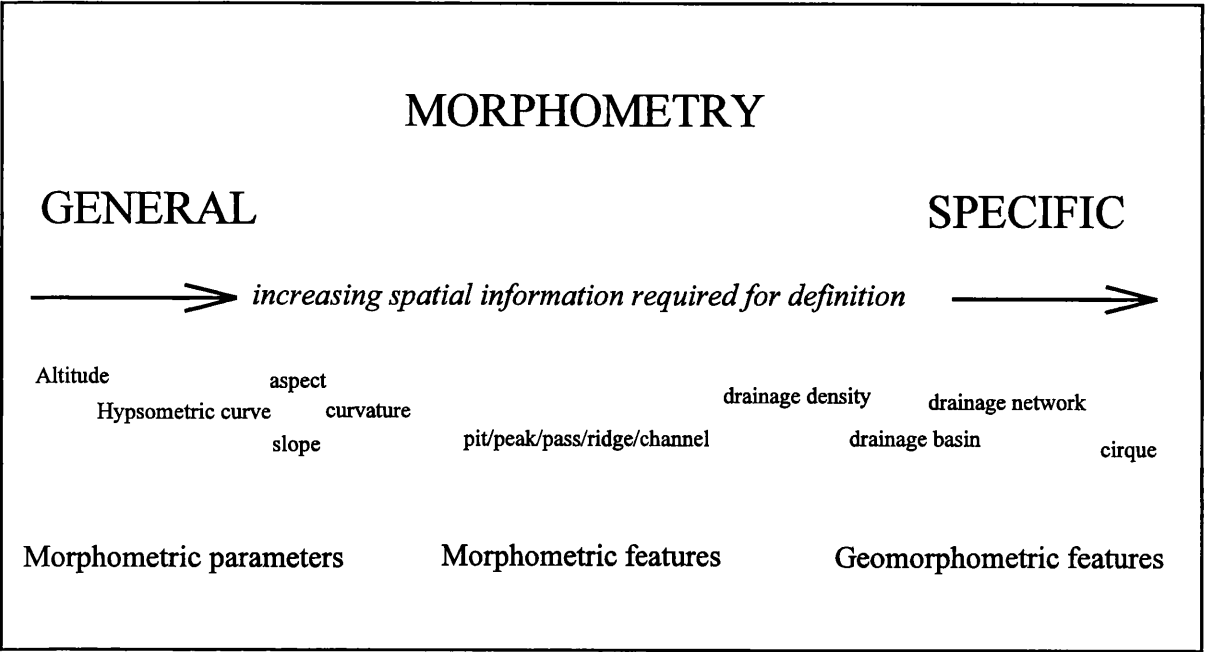 MORPHOMETRY
GENERAL
SPECIFIC
increasing spatial information required for definition
Altitude
aspect
Hypsometric curve
curvature
slope
pit/peak/pass/ridge/channel
drainage density
drainage network
drainage basin
cirque
Morphometric parameters
Morphometric features
Geomorphometric features